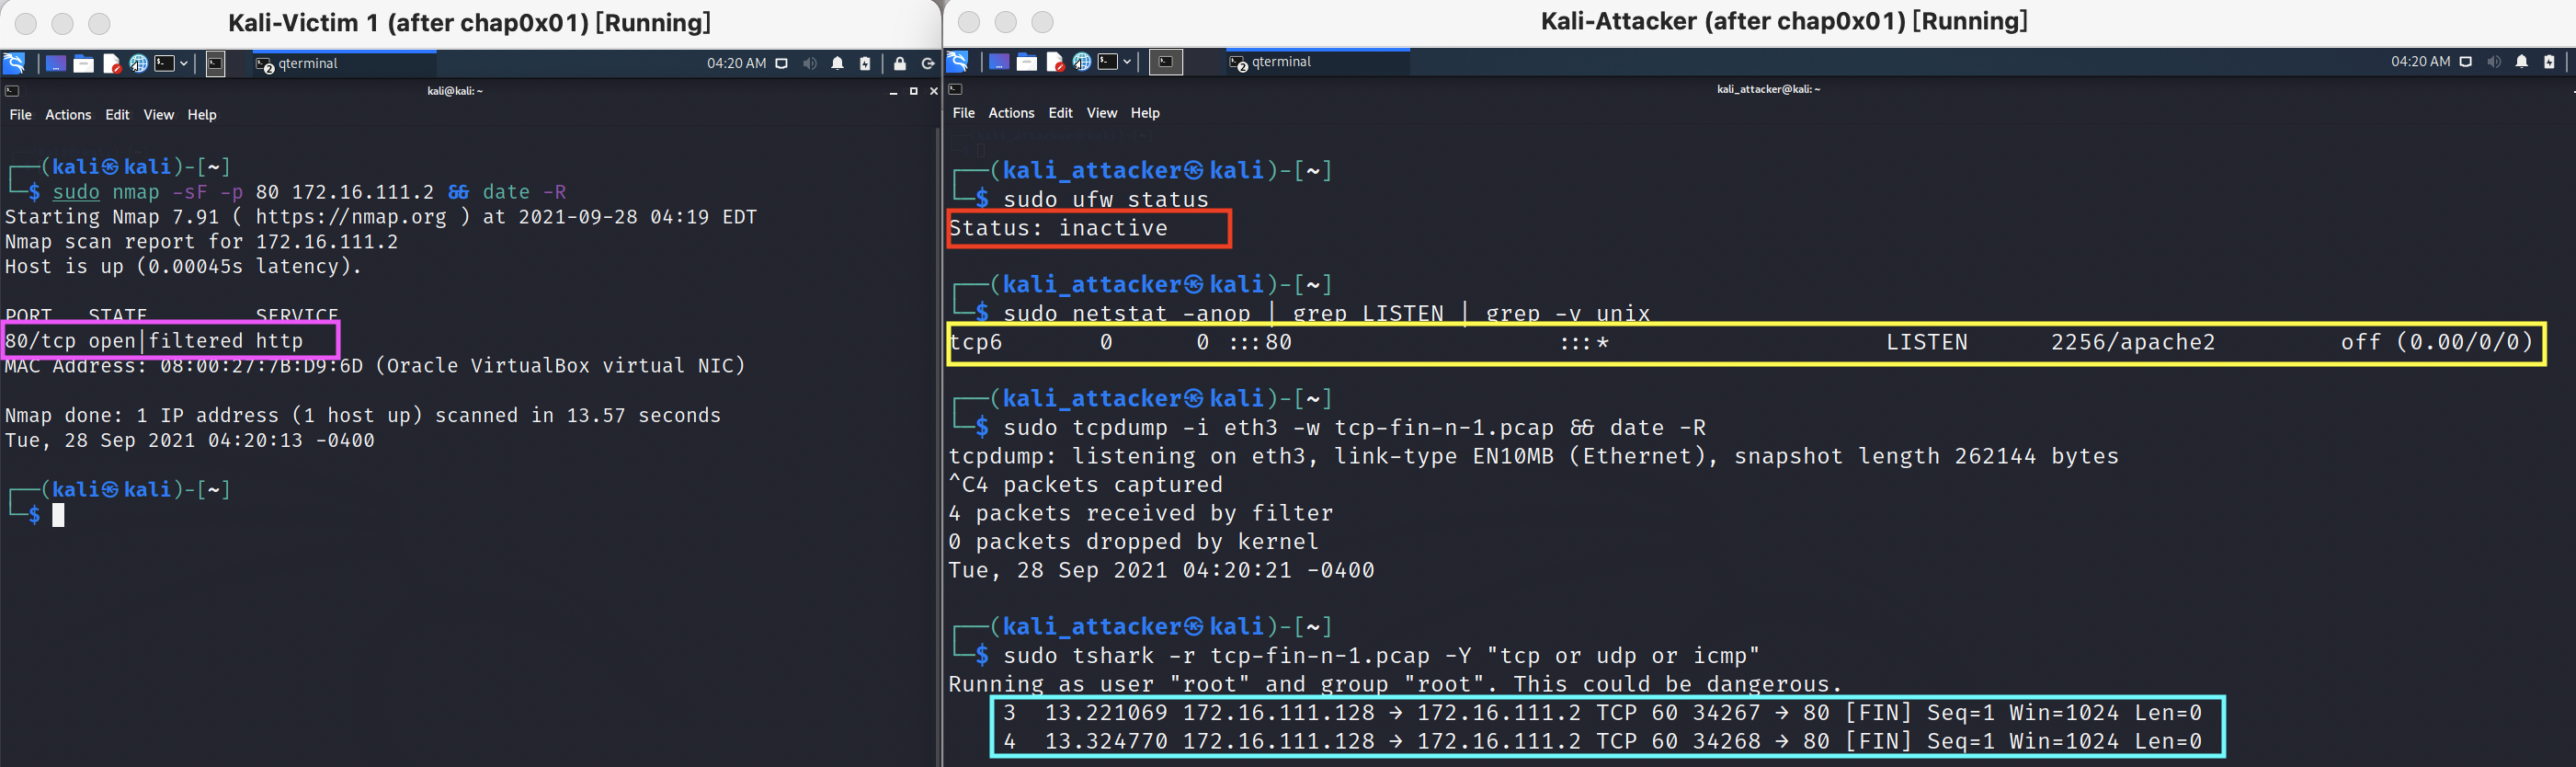 Kali-Victim 1 (after chap0x01) [Running]
qterminal
04:20 AM
kali@kali: ~
File Actions Edit View Help
┌──(kali㉿kali)-[~]
└─$ sudo nmap -sF -p 80 172.16.111.2 && date -R
Starting Nmap 7.91 ( https://nmap.org ) at 2021-09-28 04:19 EDT
Nmap scan report for 172.16.111.2
Host is up (0.00045s latency).
PORT STATE SERVICE
80/tcp open|filtered http
MAC Address: 08:00:27:7B:D9:6D (Oracle VirtualBox virtual NIC)
Nmap done: 1 IP address (1 host up) scanned in 13.57 seconds
Tue, 28 Sep 2021 04:20:13 -0400
┌──(kali㉿kali)-[~]
└─$
Kali-Attacker (after chap0x01) [Running]
qterminal
04:20 AM
kali_attacker@kali: ~
File Actions Edit View Help
┌──(kali_attacker㉿kali)-[~]
└─$ sudo ufw status
Status: inactive
┌──(kali_attacker㉿kali)-[~]
└─$ sudo netstat -anop | grep LISTEN | grep -v unix
tcp6 0 0 :::80 :::* LISTEN 2256/apache2 off (0.00/0/0)
┌──(kali_attacker㉿kali)-[~]
└─$ sudo tcpdump -i eth3 -w tcp-fin-n-1.pcap && date -R
tcpdump: listening on eth3, link-type EN10MB (Ethernet), snapshot length 262144 bytes
^C4 packets captured
4 packets received by filter
0 packets dropped by kernel
Tue, 28 Sep 2021 04:20:21 -0400
┌──(kali_attacker㉿kali)-[~]
└─$ sudo tshark -r tcp-fin-n-1.pcap -Y "tcp or udp or icmp"
Running as user "root" and group "root". This could be dangerous.
3 13.221069 172.16.111.128 → 172.16.111.2 TCP 60 34267 → 80 [FIN] Seq=1 Win=1024 Len=0
4 13.324770 172.16.111.128 → 172.16.111.2 TCP 60 34268 → 80 [FIN] Seq=1 Win=1024 Len=0